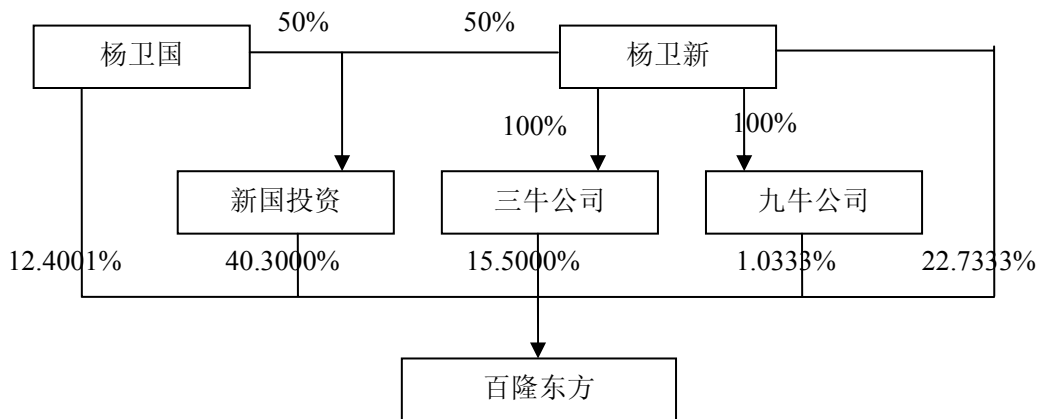 50% 50%
杨卫国 杨卫新
100% 100%
新国投资 三牛公司 九牛公司
12.4001% 40.3000% 15.5000% 1.0333% 22.7333%
百隆东方